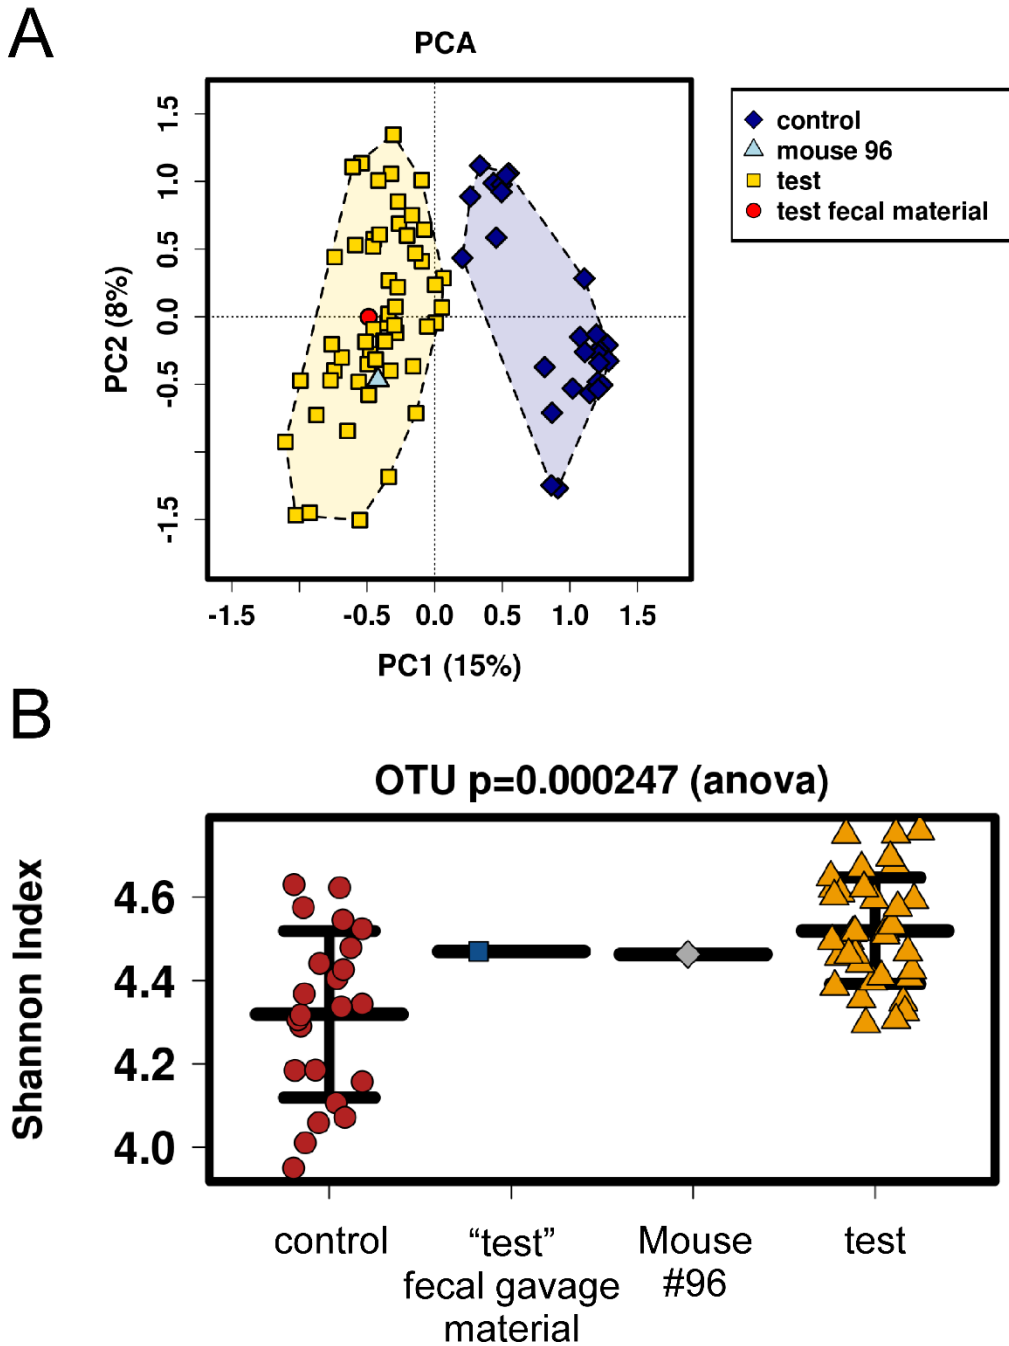 A
PCA
control
mouse 96
test
test fecal material
PC2 (8%)
1.5
1.0
0.5
0.0
-0.5
-1.5
-1.5
-0.5
0.0
0.5
1.0
1.5
PC1 (15%)
B
OTU p=0.000247 (anova)
Shannon Index
4.6
4.4
4.2
4.0
control
“test”
fecal gavage
material
Mouse
#96
test